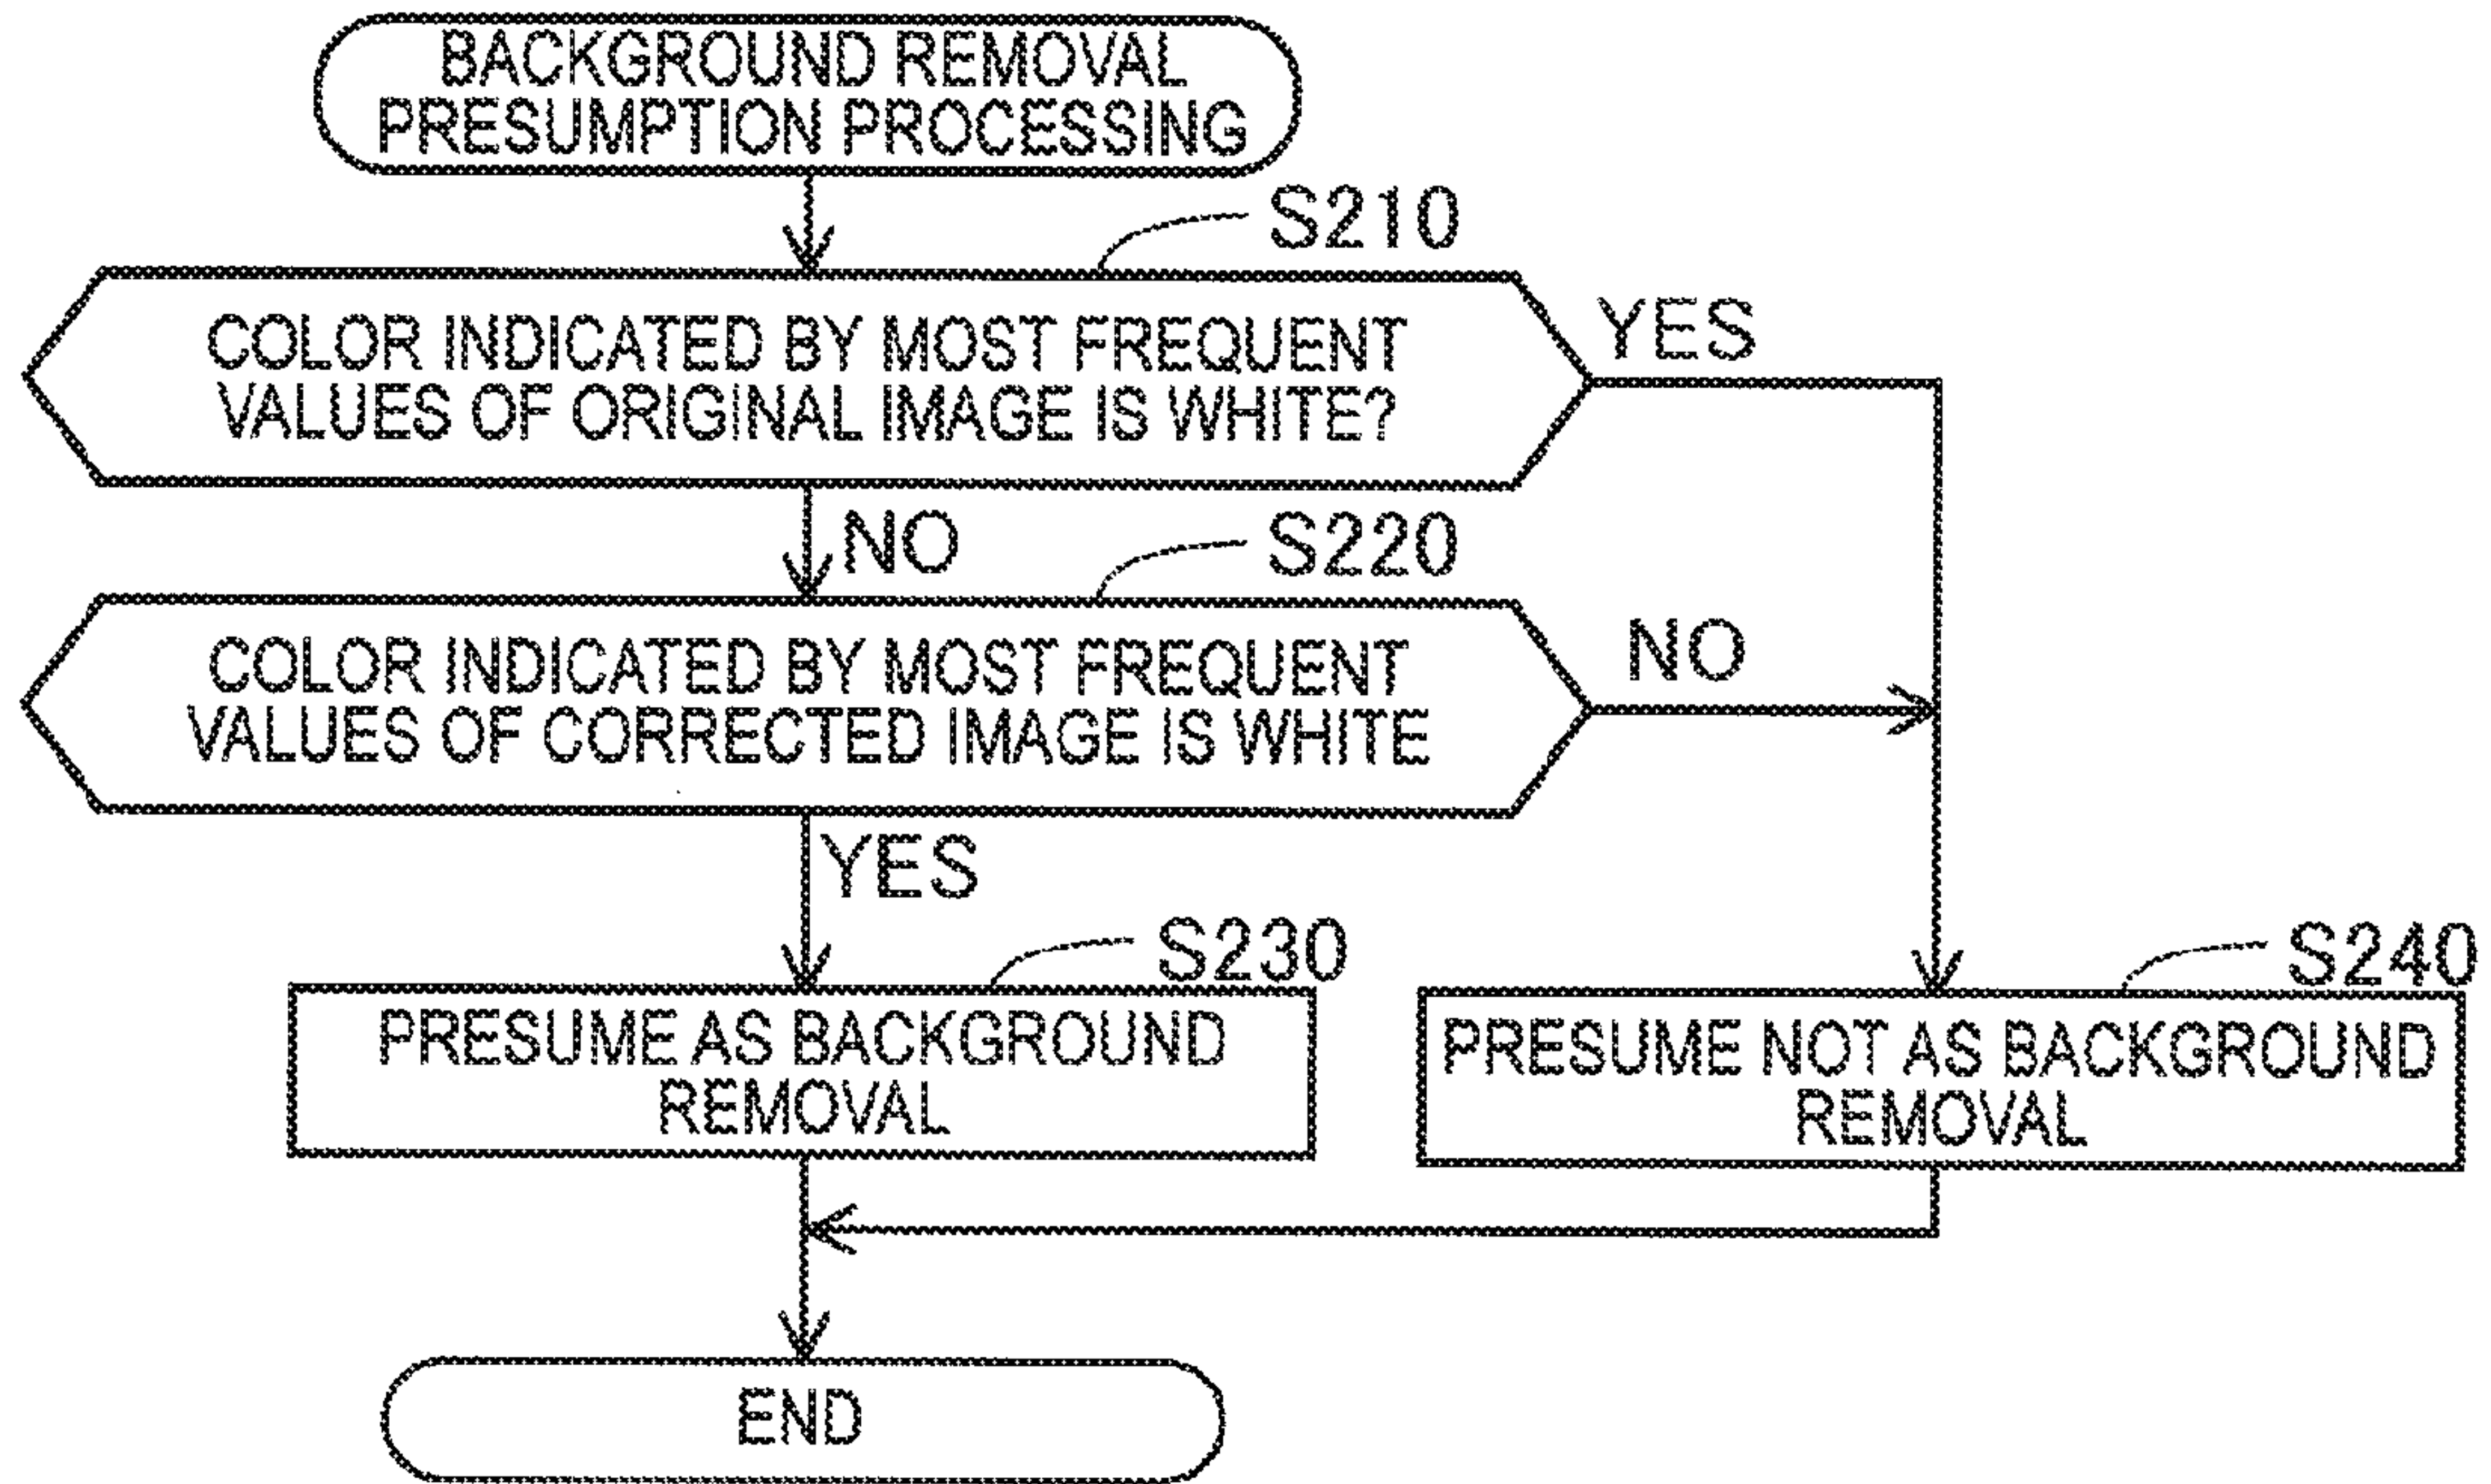 BACKGROUND REMOVAL
PRESUMPTION PROCESSING
S210
COLOR INDICATED BY MOST FREQUENT
VALUES OF ORIGINAL IMAGE IS WHITE?
YES
NO
S220
COLOR INDICATED BY MOST FREQUENT
VALUES OF CORRECTED IMAGE IS WHITE
NO
YES
S230
PRESUME AS BACKGROUND
REMOVAL
S240
PRESUME NOT AS BACKGROUND
REMOVAL
END